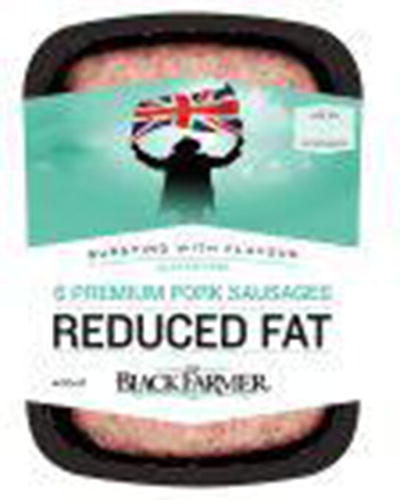 BURSTING WITH FLAVOUR
6 PREMIUM PORK SAUSAGES
REDUCED FAT
BLACK FARMER